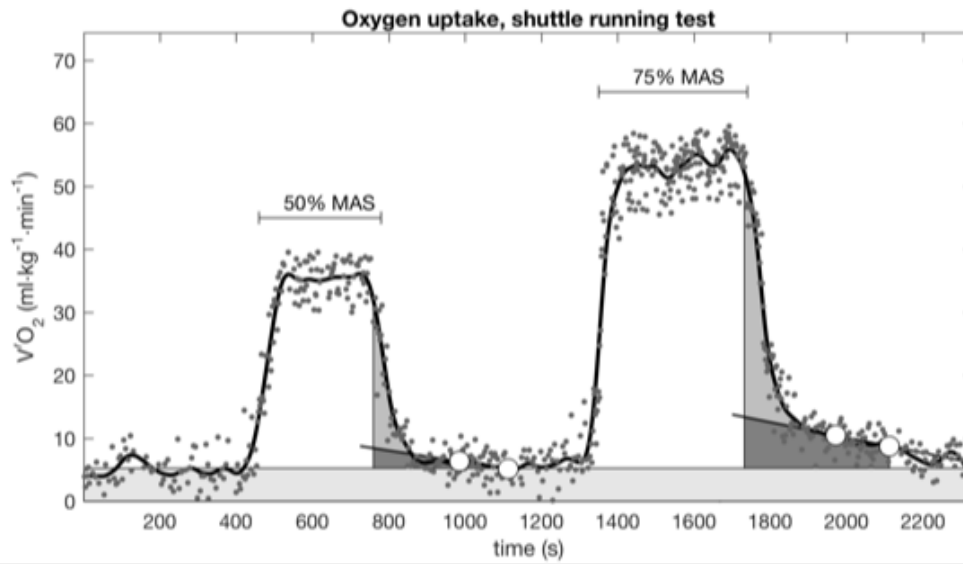 Oxygen uptake, shuttle running test
75% MAS
50% MAS
V'O₂ (ml·kg⁻¹·min⁻¹)
70
60
50
40
30
20
10
0
200 400 600 800 1000 1200 1400 1600 1800 2000 2200
time (s)